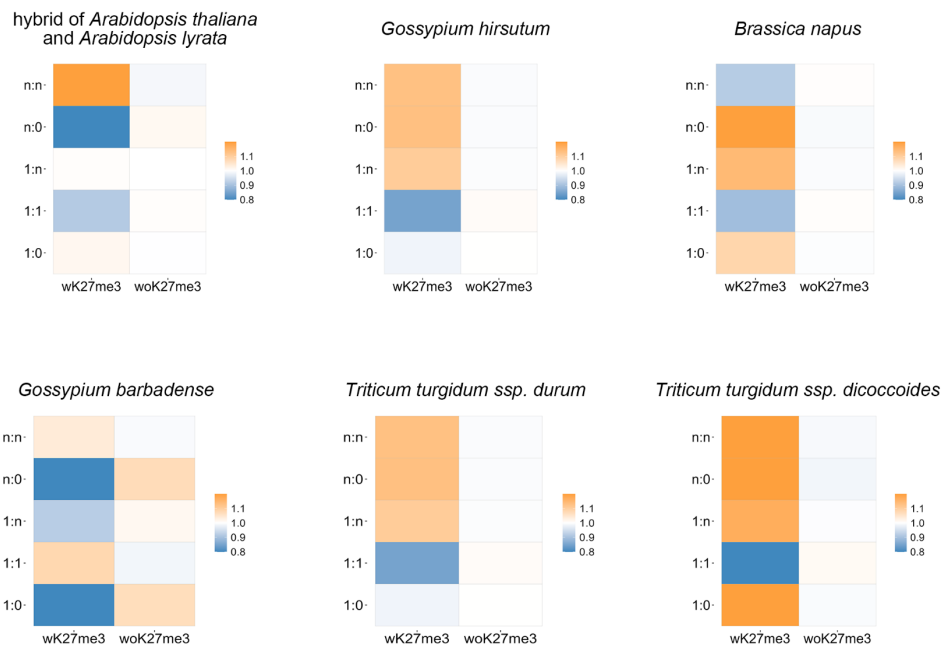 hybrid of Arabidopsis thaliana
and Arabidopsis lyrata
n:n
n:0
1:n
1:1
1:0
wK27me3 woK27me3
1.1
1.0
0.9
0.8
Gossypium hirsutum
n:n
n:0
1:n
1:1
1:0
wK27me3 woK27me3
1.1
1.0
0.9
0.8
Brassica napus
n:n
n:0
1:n
1:1
1:0
wK27me3 woK27me3
1.1
1.0
0.9
0.8
Gossypium barbadense
n:n
n:0
1:n
1:1
1:0
wK27me3 woK27me3
1.1
1.0
0.9
0.8
Triticum turgidum ssp. durum
n:n
n:0
1:n
1:1
1:0
wK27me3 woK27me3
1.1
1.0
0.9
0.8
Triticum turgidum ssp. dicoccoides
n:n
n:0
1:n
1:1
1:0
wK27me3 woK27me3
1.1
1.0
0.9
0.8